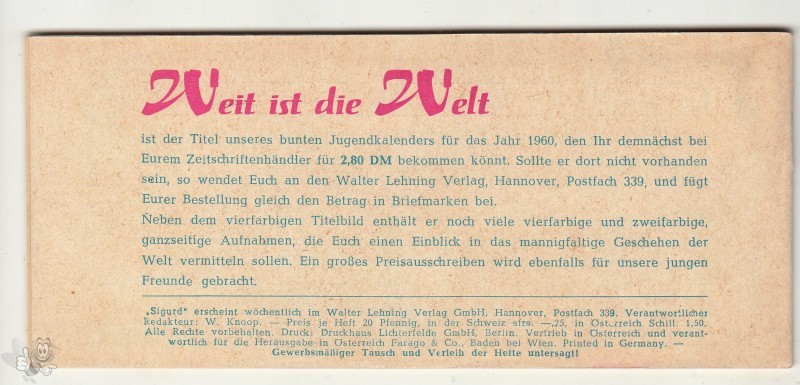 Weit ist die Welt
ist der Titel unseres bunten Jugendkalenders für das Jahr 1960, den Ihr demnächst bei
Eurem Zeitschriftenhändler für 2,80 DM bekommen könnt. Sollte er dort nicht vorhanden
sein, so wendet Euch an den Walter Lehning Verlag, Hannover, Postfach 339, und fügt
Eurer Bestellung gleich den Betrag in Briefmarken bei.
Neben dem vierfarbigen Titelbild enthält er noch viele vierfarbige und zweifarbige,
ganzseitige Aufnahmen, die Euch einen Einblick in das mannigfaltige Geschehen der
Welt vermitteln sollen. Ein großes Preisausschreiben wird ebenfalls für unsere jungen
Freunde gebracht.
„Sigurd" erscheint wöchentlich im Walter Lehning Verlag GmbH, Hannover, Postfach 339. Verantwortlicher
Redakteur: W. Knoop. — Preis je Heft 20 Pfennig, in der Schweiz sfrs. —,25, in Österreich Schill. 1,50.
Alle Rechte vorbehalten. Druck: Druckhaus Lichterfelde GmbH, Berlin. Vertrieb in Österreich und verant-
wortlich für die Herausgabe in Österreich Farago & Co., Baden bei Wien. Printed in Germany. —
Gewerbsmäßiger Tausch und Verleih der Hefte untersagt!